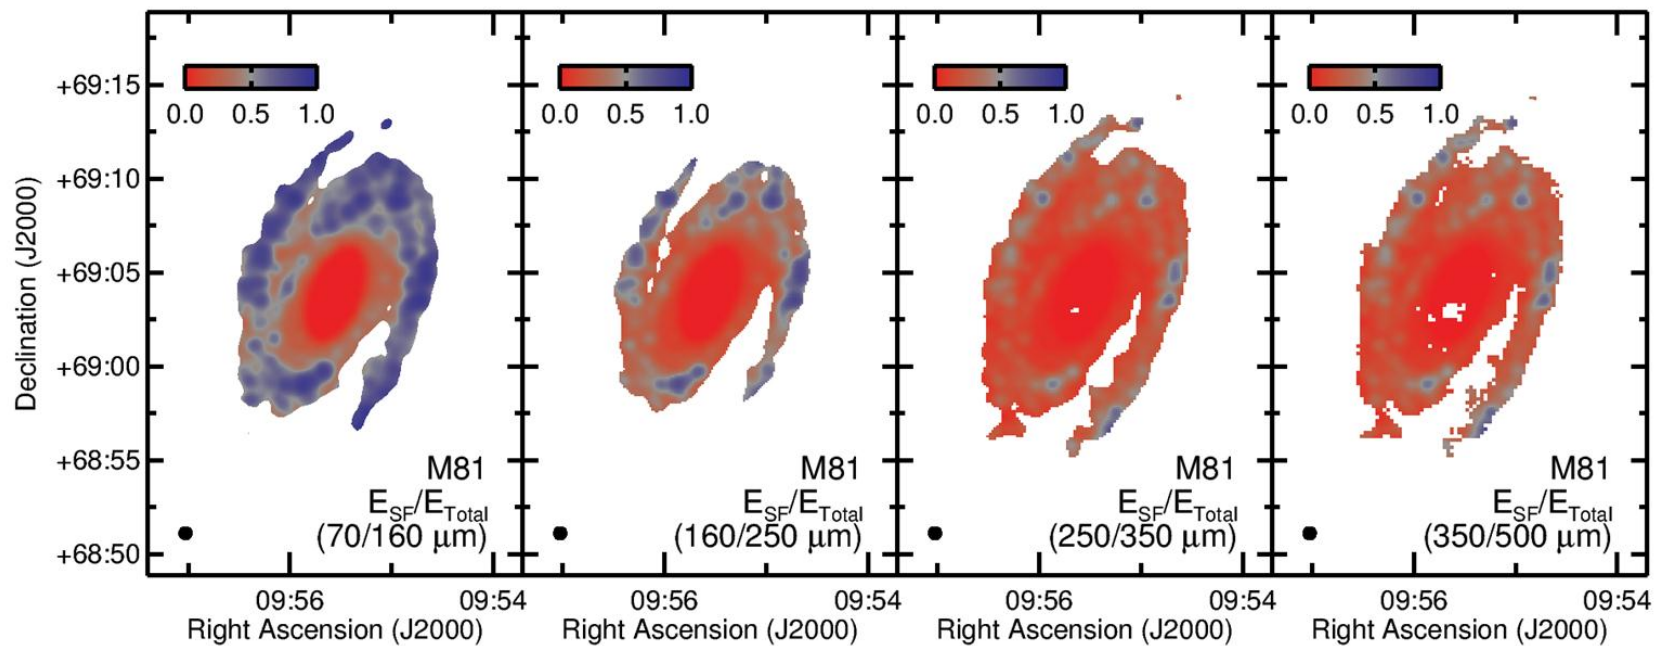 +69:15
+69:10
+69:05
+69:00
+68:55
+68:50
Declination (J2000)
0.0 0.5 1.0
M81
E_SF/E_Total
(70/160 μm)
09:56 09:54
Right Ascension (J2000)
0.0 0.5 1.0
M81
E_SF/E_Total
(160/250 μm)
09:56 09:54
Right Ascension (J2000)
0.0 0.5 1.0
M81
E_SF/E_Total
(250/350 μm)
09:56 09:54
Right Ascension (J2000)
0.0 0.5 1.0
M81
E_SF/E_Total
(350/500 μm)
09:56 09:54
Right Ascension (J2000)